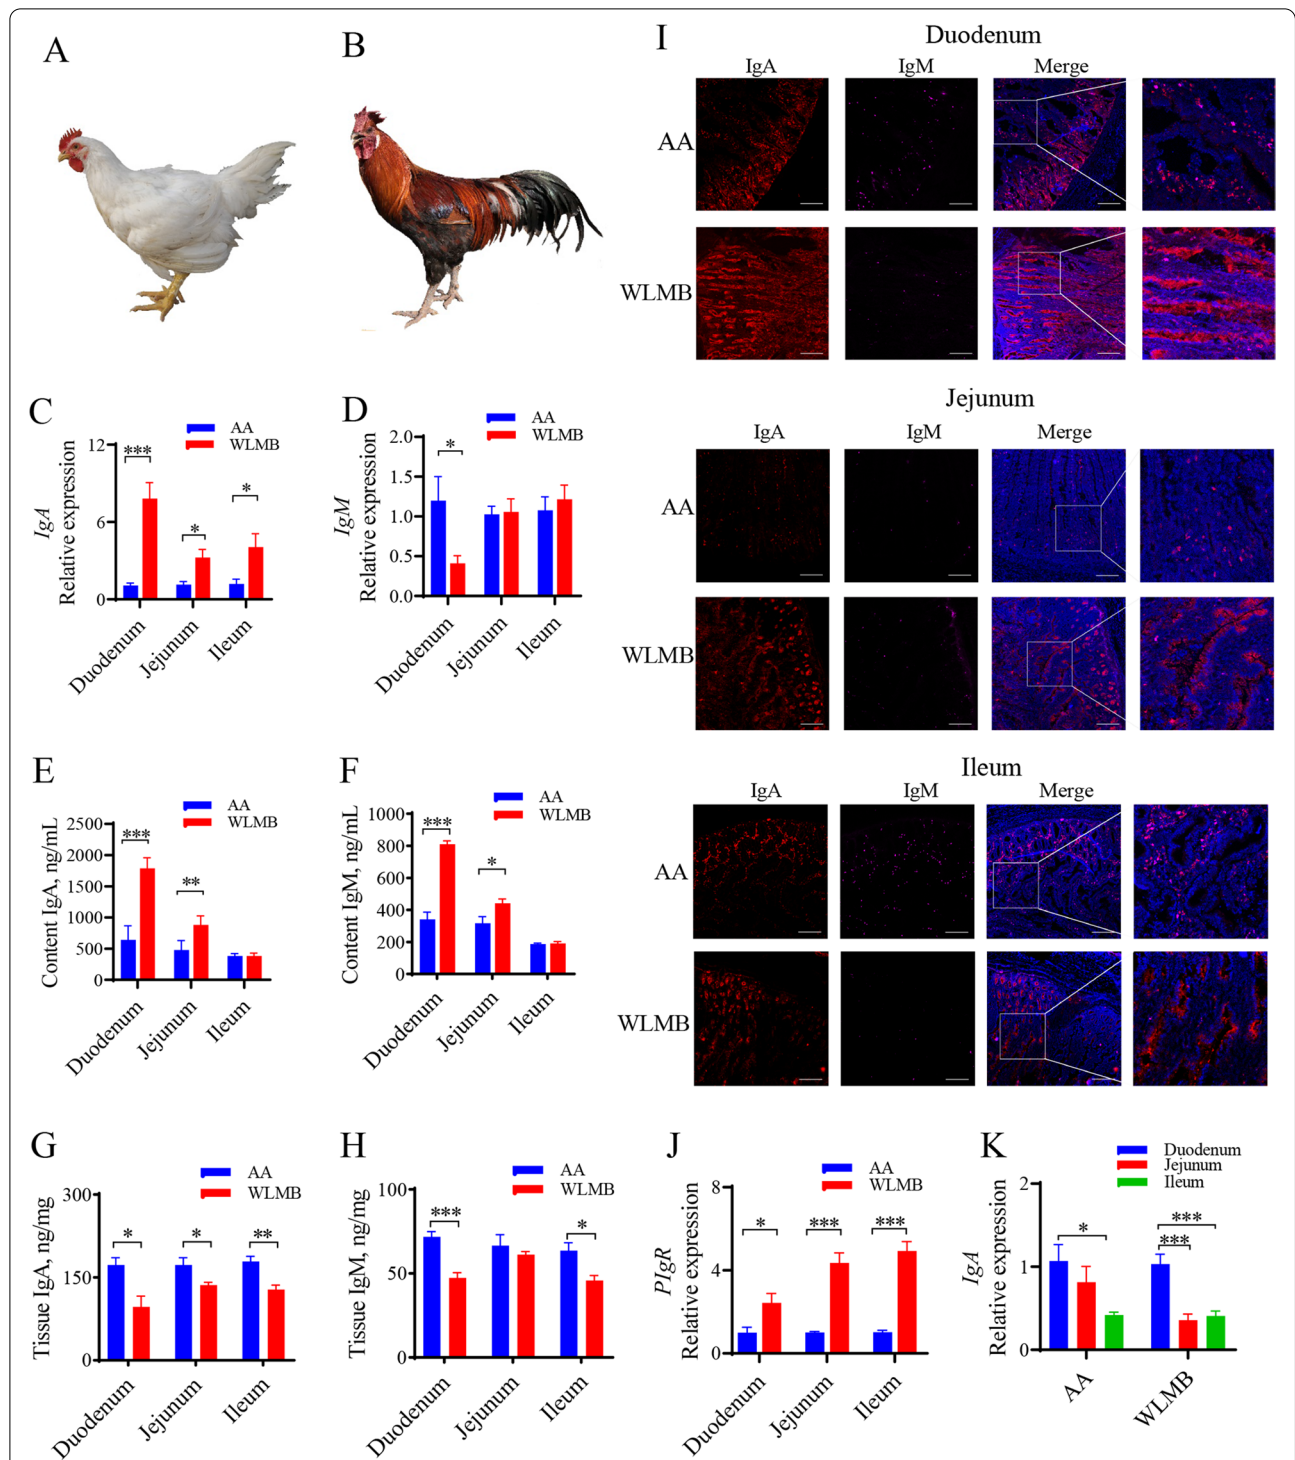 A
B
C
AA
WLMB
IgA
Relative expression
12
6
0
***
*
*
Duodenum
Jejunum
Ileum
D
AA
WLMB
IgM
Relative expression
2.0
1.5
1.0
0.5
0.0
*
Duodenum
Jejunum
Ileum
E
AA
WLMB
Content IgA, ng/mL
2500
2000
1500
1000
500
0
***
**
Duodenum
Jejunum
Ileum
F
AA
WLMB
Content IgM, ng/mL
1000
800
600
400
200
0
***
*
Duodenum
Jejunum
Ileum
G
AA
WLMB
Tissue IgA, ng/mg
300
150
0
*
*
**
Duodenum
Jejunum
Ileum
H
AA
WLMB
Tissue IgM, ng/mg
100
50
0
***
*
Duodenum
Jejunum
Ileum
I
Duodenum
IgA IgM Merge
AA
WLMB
Jejunum
IgA IgM Merge
AA
WLMB
Ileum
IgA IgM Merge
AA
WLMB
J
AA
WLMB
PIgR
Relative expression
8
4
0
*
***
***
Duodenum
Jejunum
Ileum
K
Duodenum
Jejunum
Ileum
IgA
Relative expression
2
1
0
*
***
***
AA
WLMB